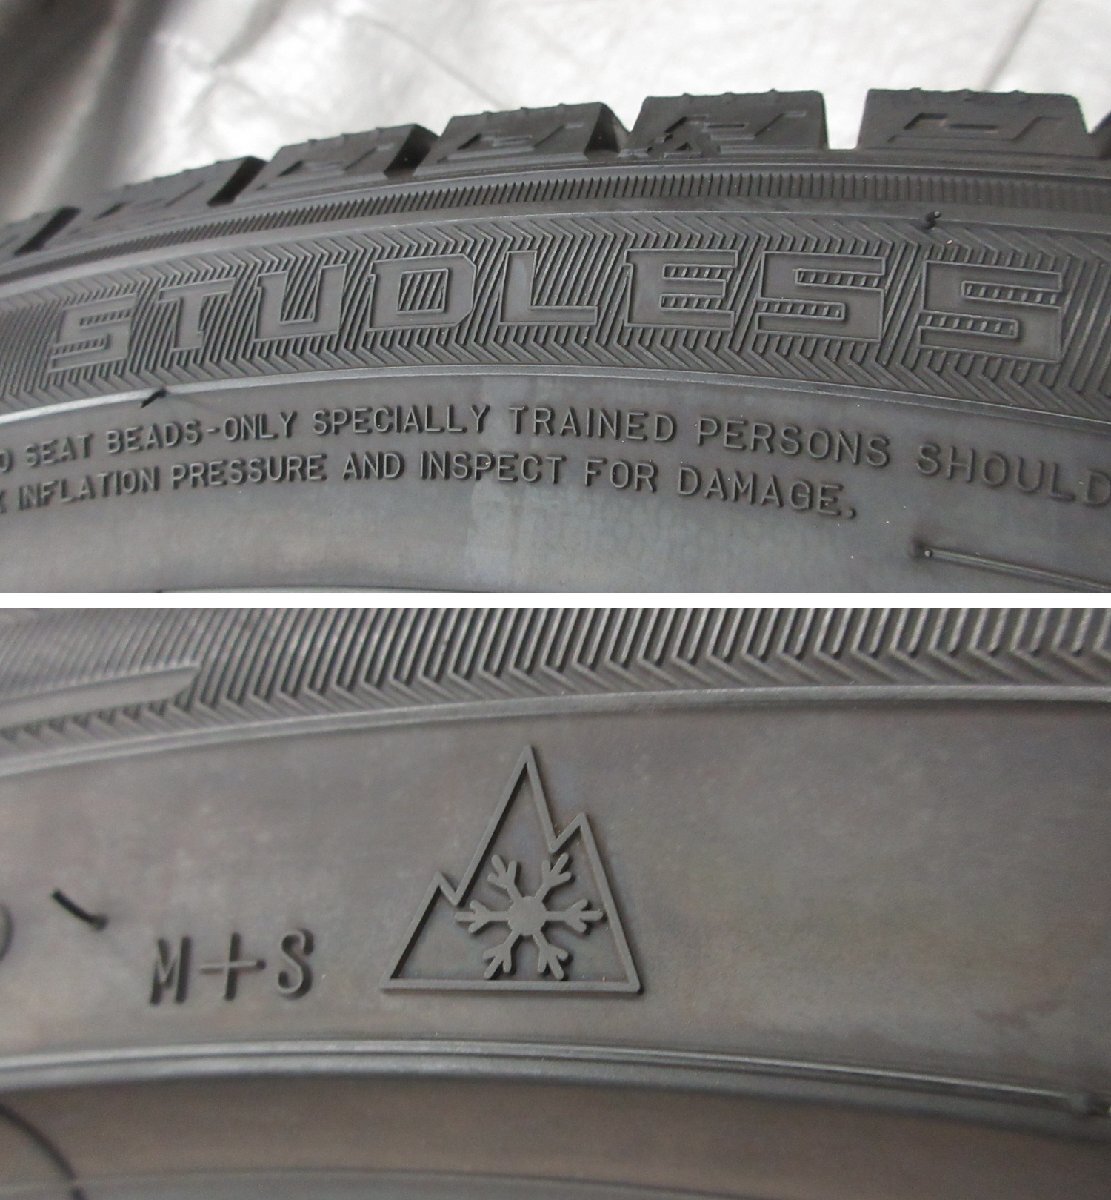 STUDLESS
O SEAT BEADS-ONLY SPECIALLY TRAINED PERSONS SHOULD
K INFLATION PRESSURE AND INSPECT FOR DAMAGE.
M+S